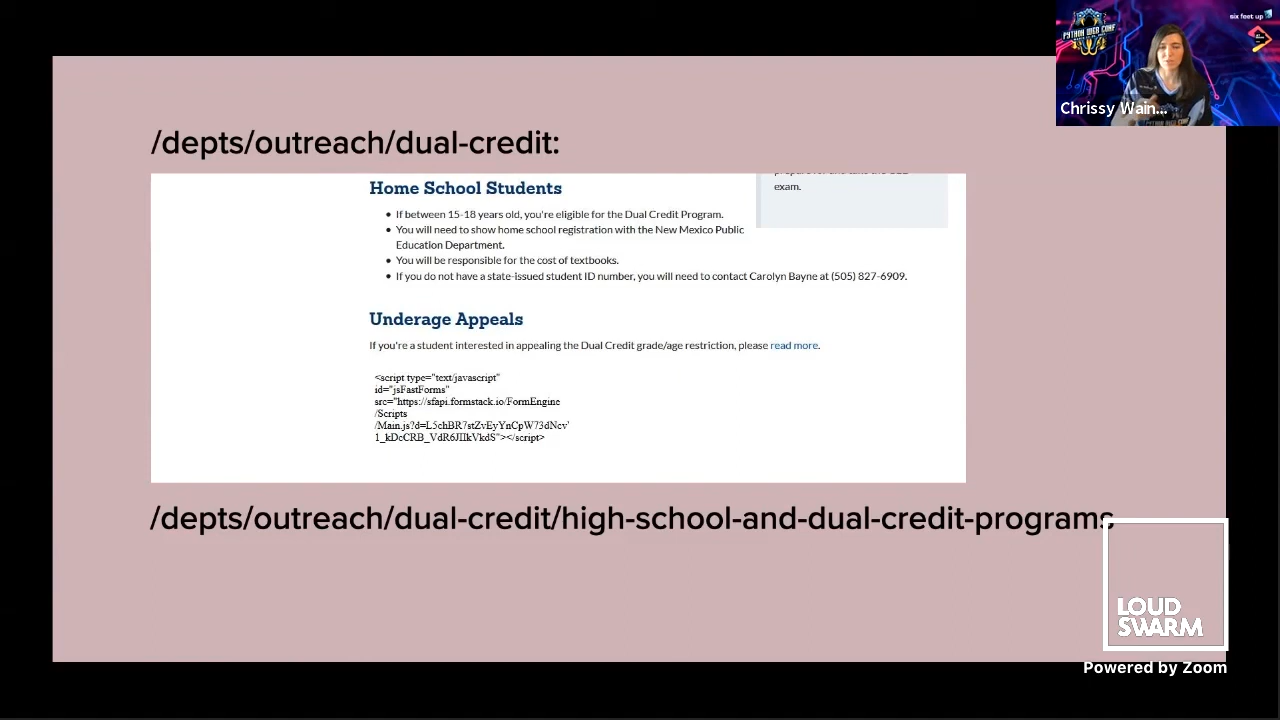 six feet up
PYTHON WEB CONF
Chrissy Wain...
/depts/outreach/dual-credit:
exam.
Home School Students
• If between 15-18 years old, you're eligible for the Dual Credit Program.
• You will need to show home school registration with the New Mexico Public
Education Department.
• You will be responsible for the cost of textbooks.
• If you do not have a state-issued student ID number, you will need to contact Carolyn Bayne at (505) 827-6909.
Underage Appeals
If you're a student interested in appealing the Dual Credit grade/age restriction, please read more.
<script type="text/javascript"
id="jsFastForms"
src="https://sfapi.formstack.io/FormEngine
/Scripts
/Main.js?d=L5chBR7stZvEyYnCpW73dNcv'
1_kDcCRB_VdR6JIIkVkdS"></script>
/depts/outreach/dual-credit/high-school-and-dual-credit-programs
LOUD
SWARM
Powered by Zoom